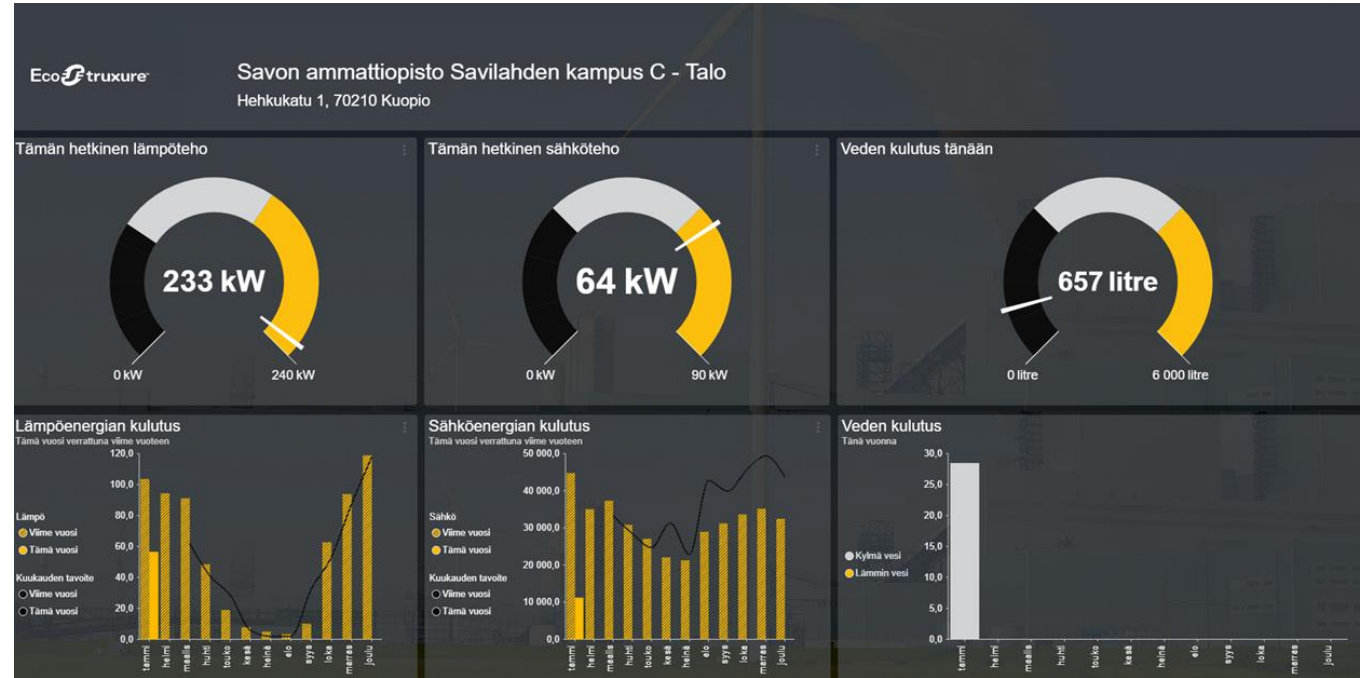 EcoStruxure
Savon ammattiopisto Savilahden kampus C - Talo
Hehkukatu 1, 70210 Kuopio
Tämän hetkinen lämpöteho
233 kW
0 kW
240 kW
Tämän hetkinen sähköteho
64 kW
0 kW
90 kW
Veden kulutus tänään
657 litre
0 litre
6 000 litre
Lämpöenergian kulutus
Tämä vuosi verrattuna viime vuoteen
120,0
100,0
80,0
60,0
40,0
20,0
0,0
Lämpö
Viime vuosi
Tämä vuosi
Kuukauden tavoite
Viime vuosi
Tämä vuosi
tammi
helmi
maalis
huhti
touko
kesä
heinä
elo
syys
loka
marras
joulu
Sähköenergian kulutus
Tämä vuosi verrattuna viime vuoteen
50 000,0
40 000,0
30 000,0
20 000,0
10 000,0
0,0
Sähkö
Viime vuosi
Tämä vuosi
Kuukauden tavoite
Viime vuosi
Tämä vuosi
tammi
helmi
maalis
huhti
touko
kesä
heinä
elo
syys
loka
marras
joulu
Veden kulutus
Tänä vuonna
30,0
25,0
20,0
15,0
10,0
5,0
0,0
Kylmä vesi
Lämmin vesi
tammi
helmi
maalis
huhti
touko
kesä
heinä
elo
syys
loka
marras
joulu